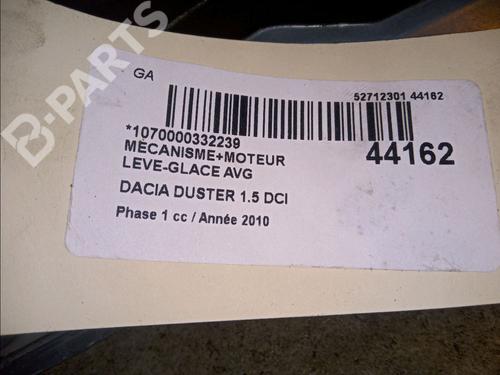 B-PARTS
GA
52712301 44162
*1070000332239
44162
MÉCANISME+MOTEUR
LEVE-GLACE AVG
DACIA DUSTER 1.5 DCI
Phase 1 cc / Année 2010